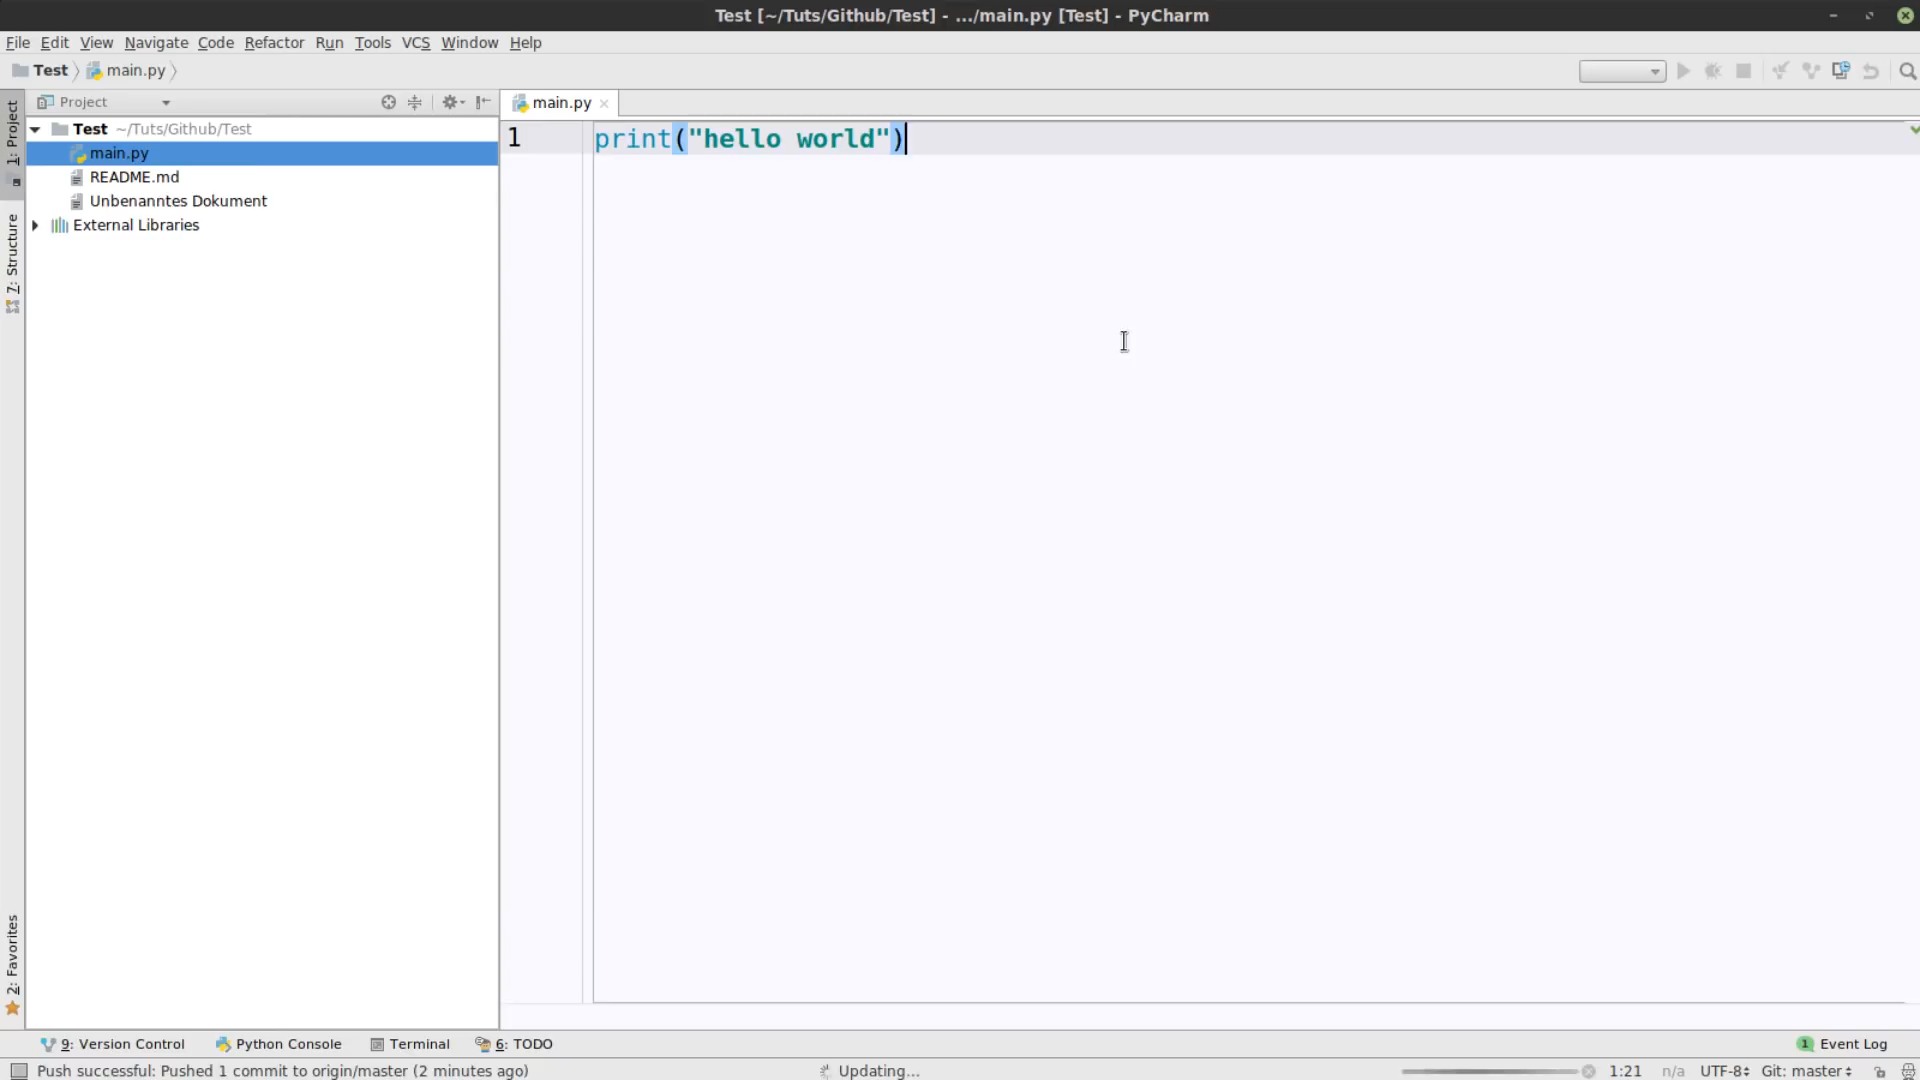 Test [~/Tuts/Github/Test] - .../main.py [Test] - PyCharm
File Edit View Navigate Code Refactor Run Tools VCS Window Help
Test main.py
Project
main.py
1: Project
7: Structure
2: Favorites
Test ~/Tuts/Github/Test
main.py
README.md
Unbenanntes Dokument
External Libraries
1 print("hello world")
9: Version Control Python Console Terminal 6: TODO 1 Event Log
Push successful: Pushed 1 commit to origin/master (2 minutes ago) Updating... 1:21 n/a UTF-8 Git: master